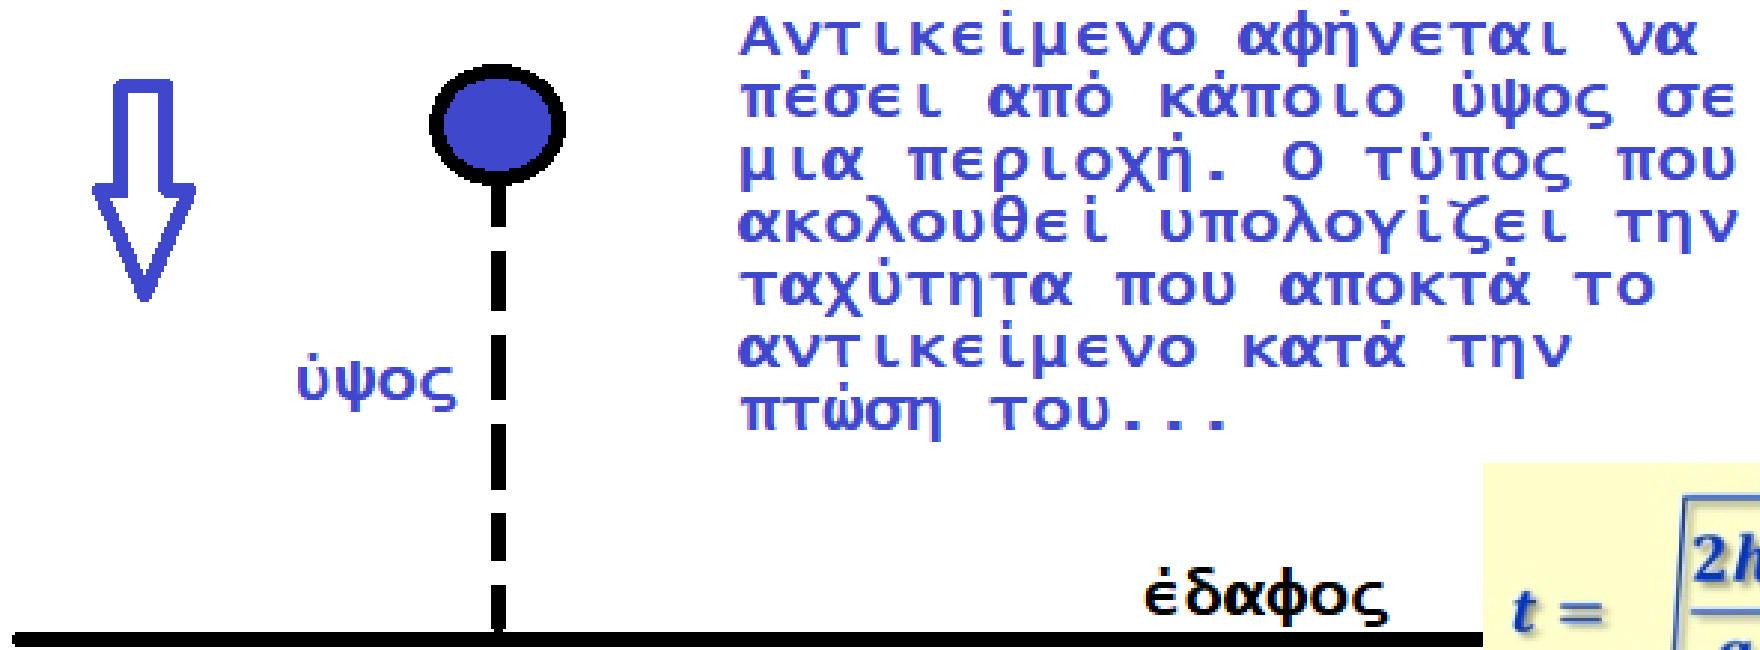 Αντικείμενο αφήνεται να
πέσει από κάποιο ύψος σε
μια περιοχή. Ο τύπος που
ακολουθεί υπολογίζει την
ταχύτητα που αποκτά το
αντικείμενο κατά την
πτώση του...
ύψος
έδαφος
t = 2h